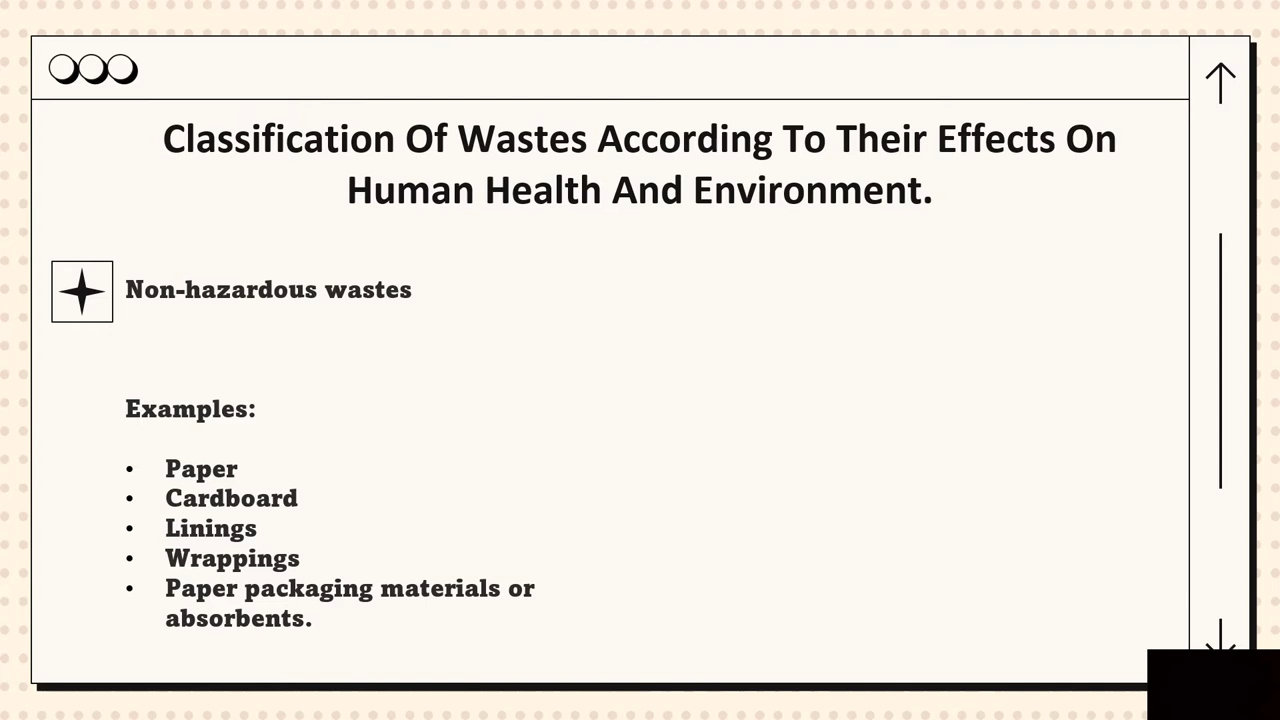 Classification Of Wastes According To Their Effects On
Human Health And Environment.
Non-hazardous wastes
Examples:
• Paper
• Cardboard
• Linings
• Wrappings
• Paper packaging materials or
absorbents.